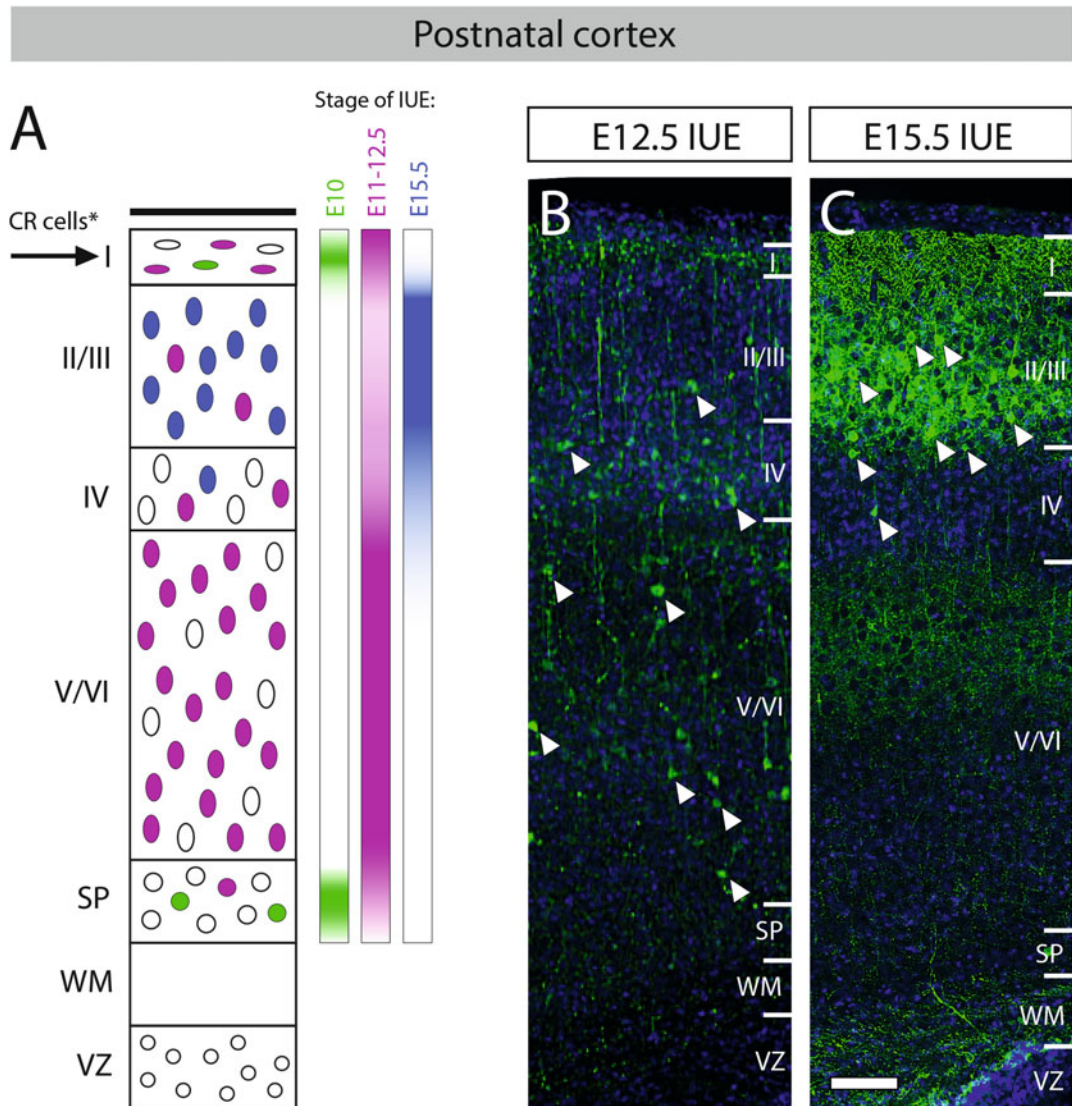 Postnatal cortex
A
Stage of IUE:
E10
E11-12.5
E15.5
CR cells*
I
II/III
IV
V/VI
SP
WM
VZ
E12.5 IUE
B
I
II/III
IV
V/VI
SP
WM
VZ
E15.5 IUE
C
I
II/III
IV
V/VI
SP
WM
VZ